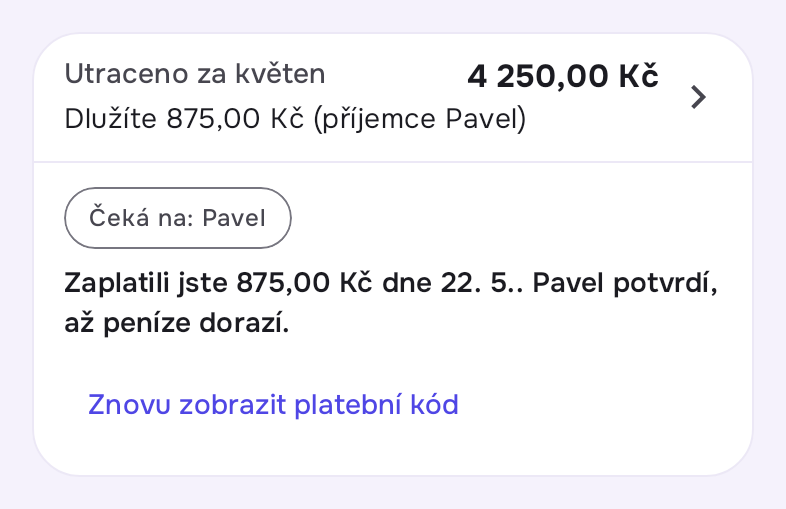 Utraceno za květen
4 250,00 Kč
Dlužíte 875,00 Kč (příjemce Pavel)
Čeká na: Pavel
Zaplatili jste 875,00 Kč dne 22. 5.. Pavel potvrdí,
až peníze dorazí.
Znovu zobrazit platební kód